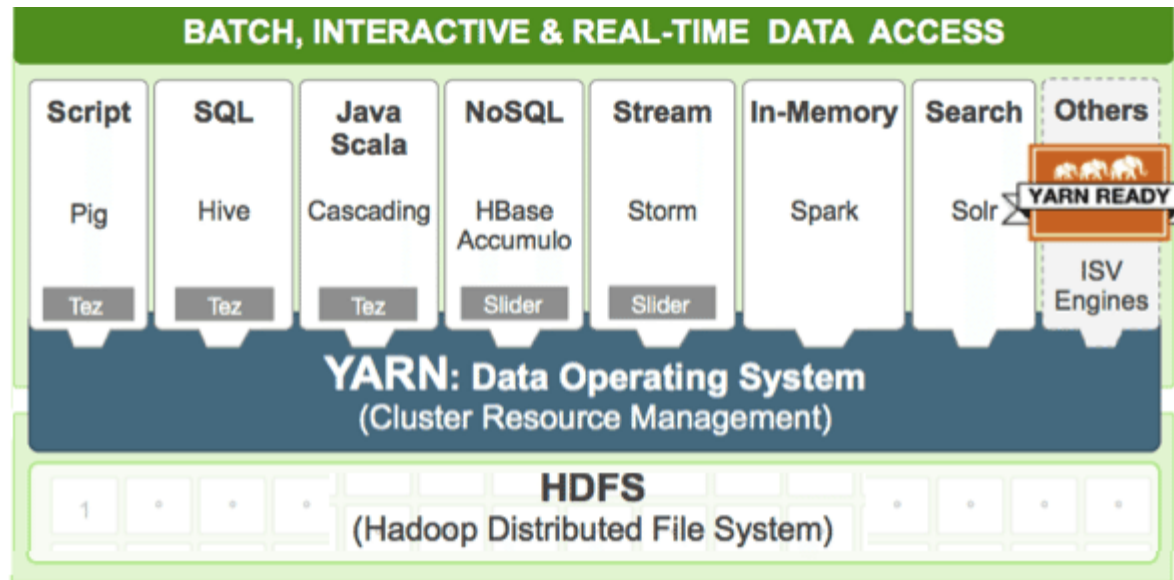 BATCH, INTERACTIVE & REAL-TIME DATA ACCESS
Script
Pig
Tez
SQL
Hive
Tez
Java
Scala
Cascading
Tez
NoSQL
HBase
Accumulo
Slider
Stream
Storm
Slider
In-Memory
Spark
Search
Solr
Others
YARN READY
ISV
Engines
YARN: Data Operating System
(Cluster Resource Management)
1
HDFS
(Hadoop Distributed File System)